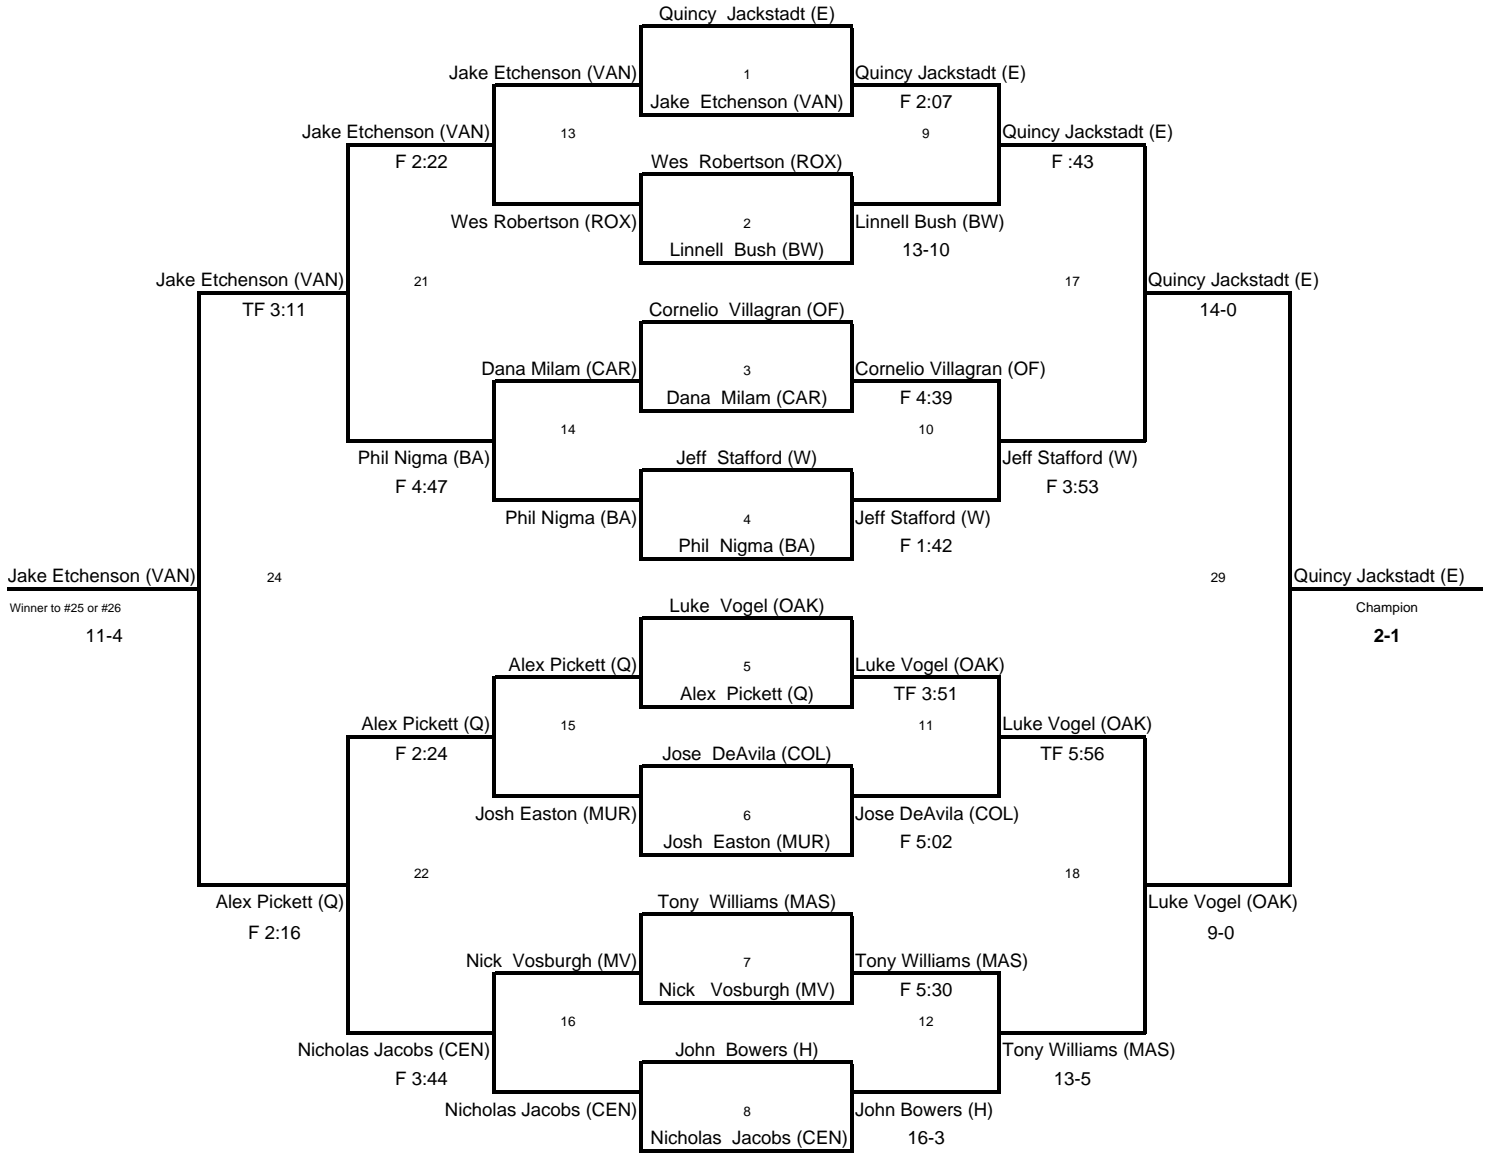 Quincy  Jackstadt (E)
Jake Etchenson (VAN)
1
Quincy Jackstadt (E)
Jake  Etchenson (VAN)
F 2:07
Jake Etchenson (VAN)
13
9
Quincy Jackstadt (E)
F 2:22
Wes  Robertson (ROX)
F :43
Wes Robertson (ROX)
2
Linnell Bush (BW)
Linnell  Bush (BW)
13-10
Jake Etchenson (VAN)
21
17
Quincy Jackstadt (E)
TF 3:11
Cornelio  Villagran (OF)
14-0
Dana Milam (CAR)
3
Cornelio Villagran (OF)
Dana  Milam (CAR)
F 4:39
14
10
Phil Nigma (BA)
Jeff  Stafford (W)
Jeff Stafford (W)
F 4:47
F 3:53
Phil Nigma (BA)
4
Jeff Stafford (W)
Phil  Nigma (BA)
F 1:42
Jake Etchenson (VAN)
24
29
Quincy Jackstadt (E)
Winner to #25 or #26
Luke  Vogel (OAK)
Champion
11-4
2-1
Alex Pickett (Q)
5
Luke Vogel (OAK)
Alex  Pickett (Q)
TF 3:51
Alex Pickett (Q)
15
11
Luke Vogel (OAK)
F 2:24
Jose  DeAvila (COL)
TF 5:56
Josh Easton (MUR)
6
Jose DeAvila (COL)
Josh  Easton (MUR)
F 5:02
22
18
Alex Pickett (Q)
Tony  Williams (MAS)
Luke Vogel (OAK)
F 2:16
9-0
Nick  Vosburgh (MV)
7
Tony Williams (MAS)
Nick   Vosburgh (MV)
F 5:30
16
12
Nicholas Jacobs (CEN)
John  Bowers (H)
Tony Williams (MAS)
F 3:44
13-5
Nicholas Jacobs (CEN)
8
John Bowers (H)
Nicholas  Jacobs (CEN)
16-3